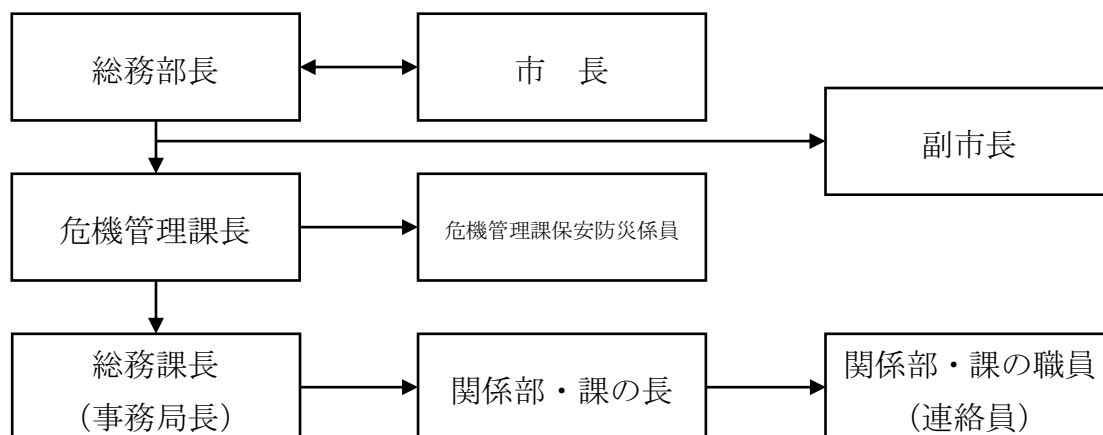 総務部長
市　長
副市長
危機管理課長
危機管理課保安防災係員
総務課長
（事務局長）
関係部・課の長
関係部・課の職員
（連絡員）